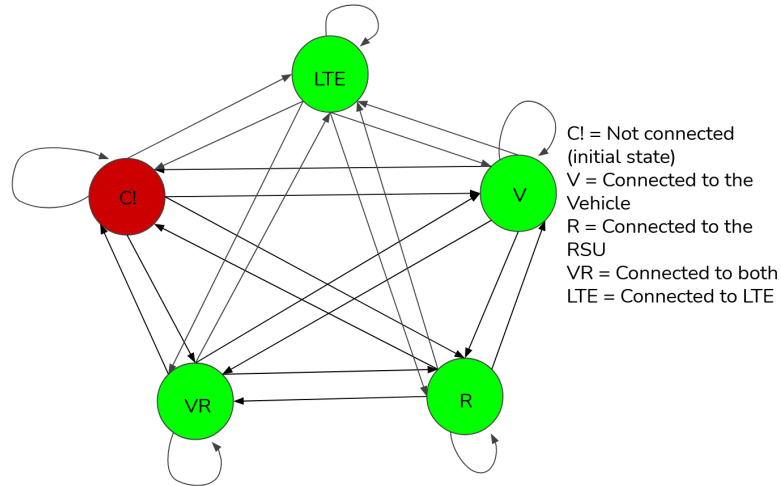 LTE
C!
V
VR
R
C! = Not connected
(initial state)
V = Connected to the
Vehicle
R = Connected to the
RSU
VR = Connected to both
LTE = Connected to LTE